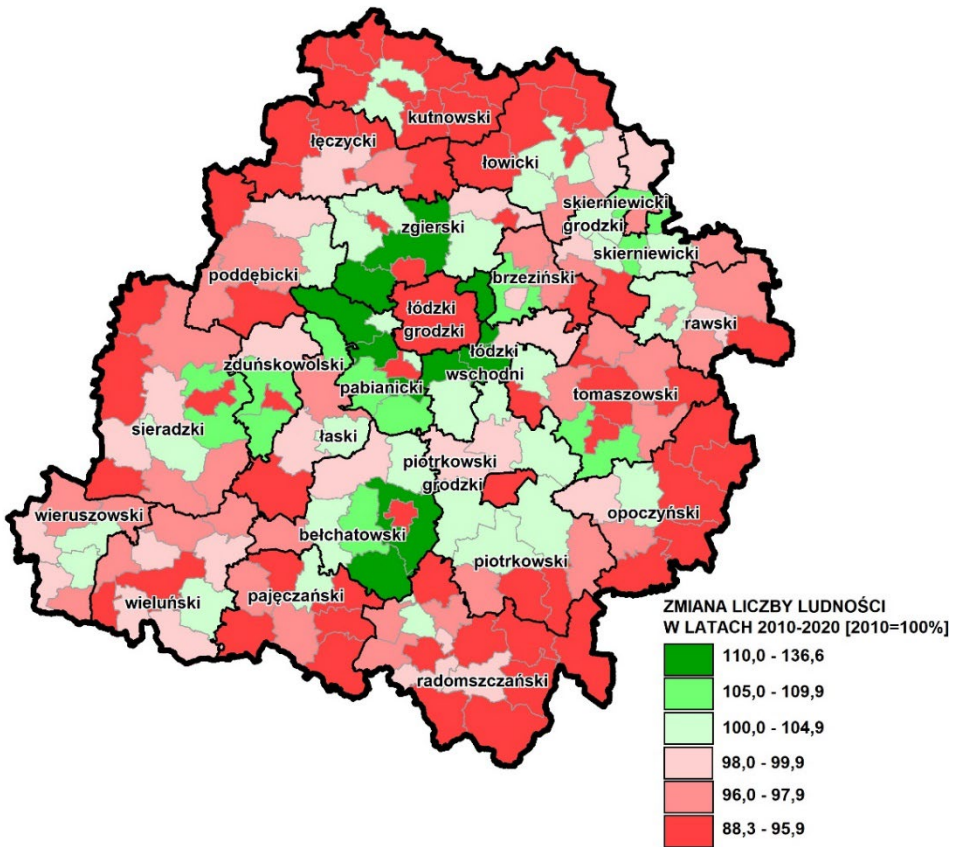 kutnowski
łęczycki
łowicki
skierniewicki
grodzki
zgierski
skierniewicki
brzeziński
poddębicki
łódzki
grodzki
rawski
łódzki
wschodni
zduńskowolski
pabianicki
tomaszowski
sieradzki
łaski
piotrkowski
grodzki
wieruszowski
opoczyński
bełchatowski
piotrkowski
wieluński
pajęczański
radomszczański
ZMIANA LICZBY LUDNOŚCI
W LATACH 2010-2020 [2010=100%]
110,0 - 136,6
105,0 - 109,9
100,0 - 104,9
98,0 - 99,9
96,0 - 97,9
88,3 - 95,9